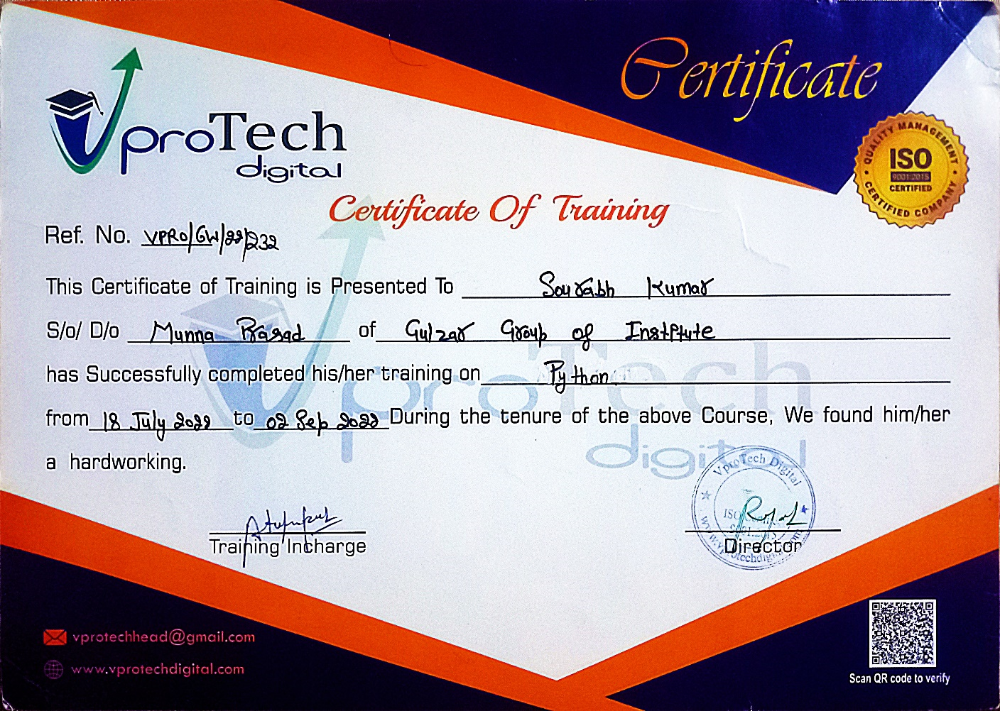 Certificate
VproTech
digital
QUALITY MANAGEMENT
ISO
9001:2015
CERTIFIED
CERTIFIED COMPANY
Certificate Of Training
Ref. No. VPRO/GW/22/232
This Certificate of Training is Presented To Sourabh Kumar
S/o/ D/o Munna Prasad of Gulzar Group of Institute
has Successfully completed his/her training on Python
from 18 July 2022 to 02 Sep 2022 During the tenure of the above Course, We found him/her
a hardworking.
VproTech Digital
www.vprotechdigital.com
Training Incharge
Director
vprotechhead@gmail.com
www.vprotechdigital.com
Scan QR code to verify